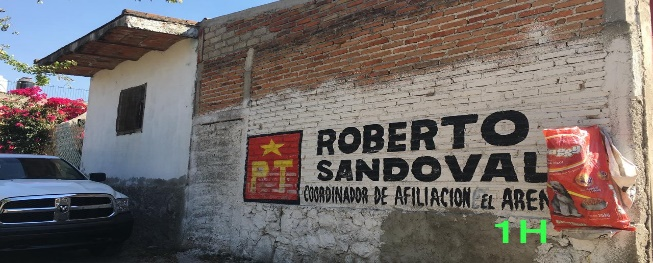 PT
ROBERTO
SANDOVAL
COORDINADOR DE AFILIACION EL AREN
1H